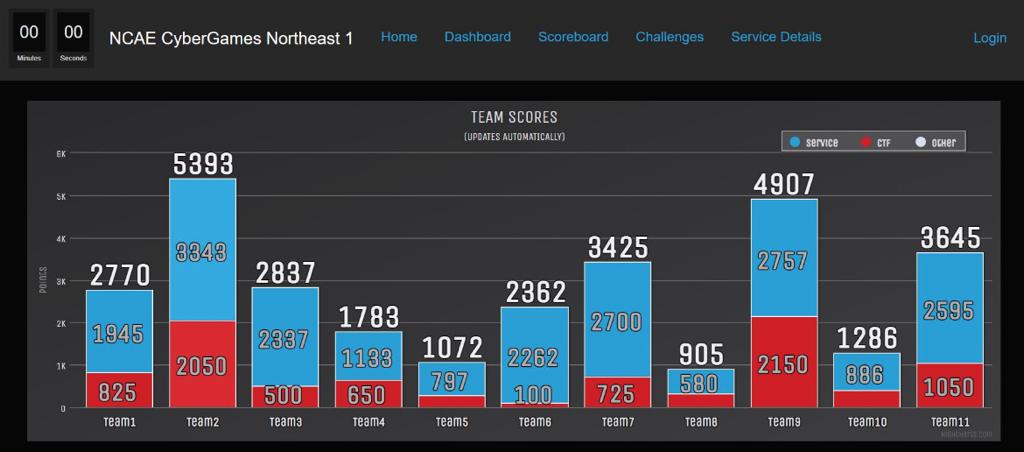 00 00
Minutes Seconds
NCAE CyberGames Northeast 1 Home Dashboard Scoreboard Challenges Service Details Login
TEAM SCORES
(UPDATES AUTOMATICALLY)
Service CTF Other
POINTS
6K
5K
4K
3K
2K
1K
0
2770 5393 2837 1783 1072 2362 3425 905 4907 1286 3645
1945 3343 2337 1133 797 2262 2700 580 2757 886 2595
825 2050 500 650 100 725 2150 1050
Team1 Team2 Team3 Team4 Team5 Team6 Team7 Team8 Team9 Team10 Team11
HIGHCHARTS.COM